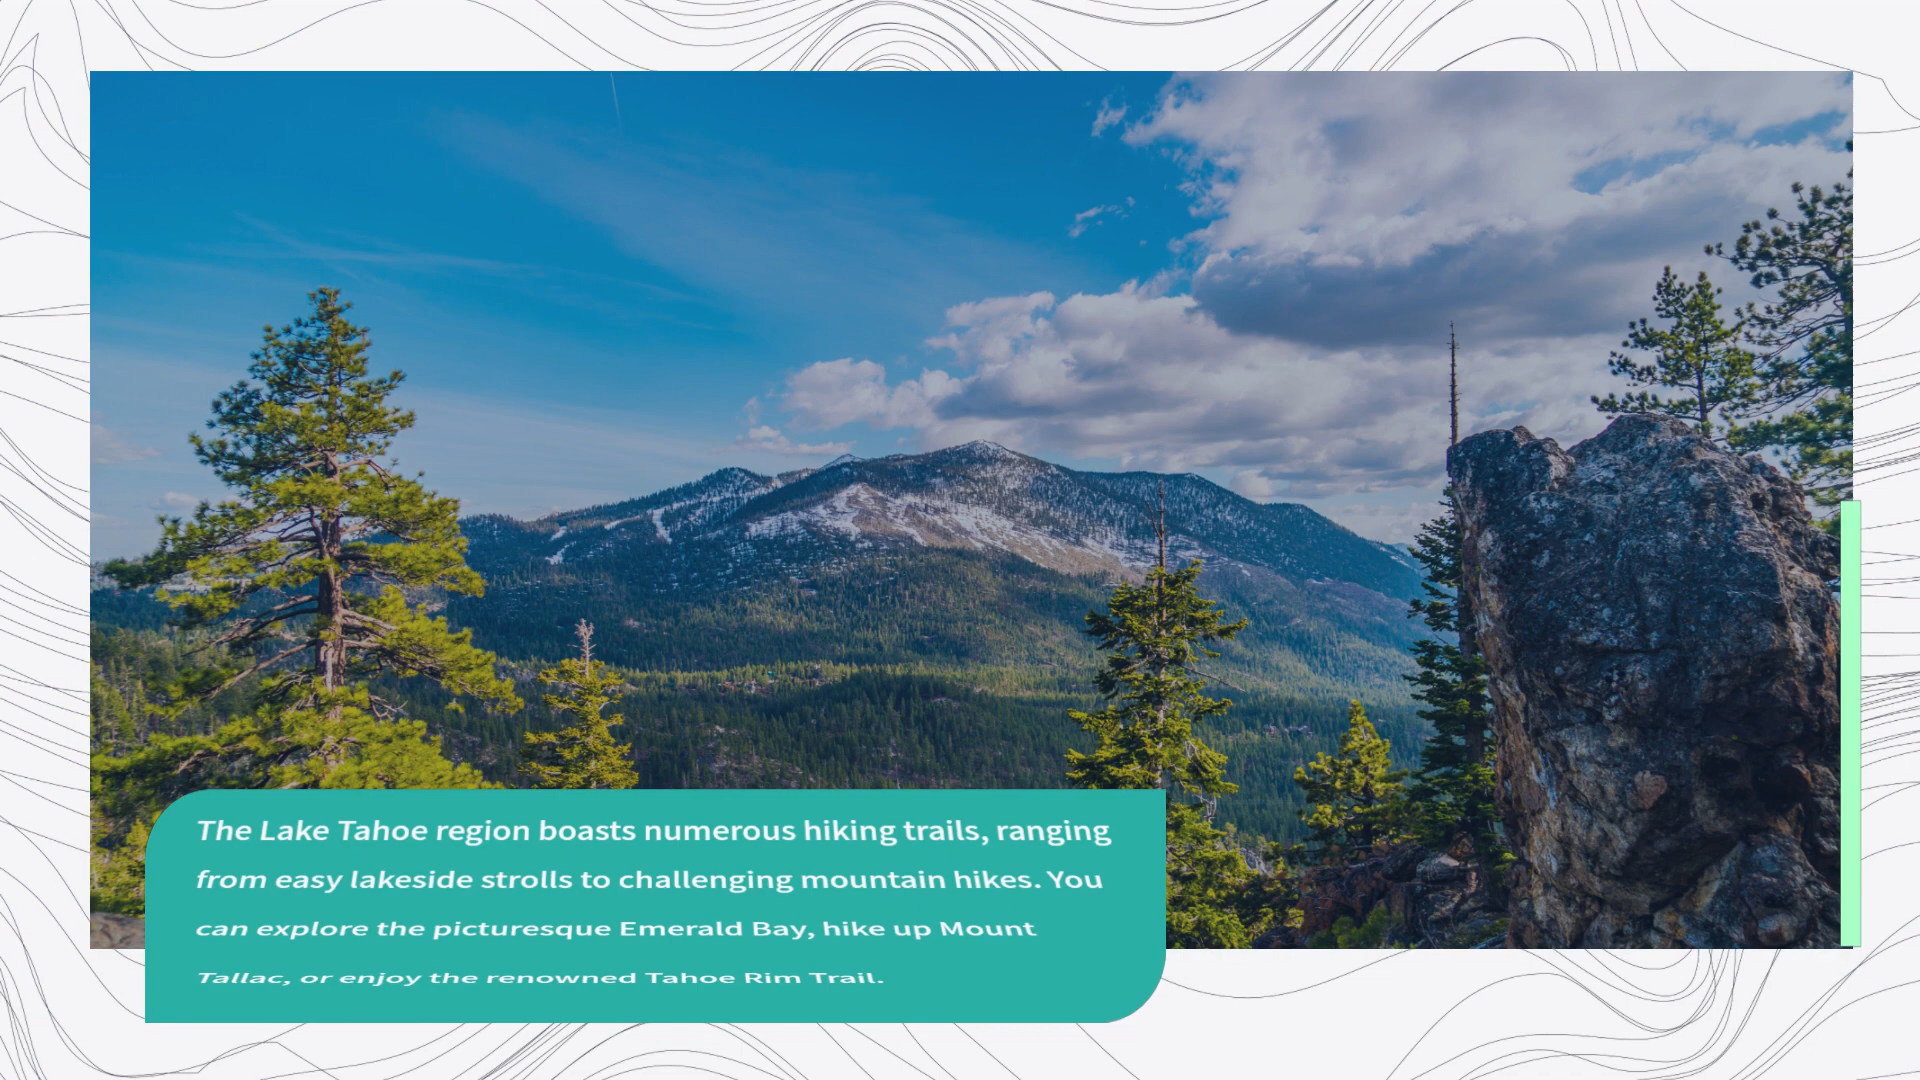 The Lake Tahoe region boasts numerous hiking trails, ranging
from easy lakeside strolls to challenging mountain hikes. You
can explore the picturesque Emerald Bay, hike up Mount
Tallac, or enjoy the renowned Tahoe Rim Trail.